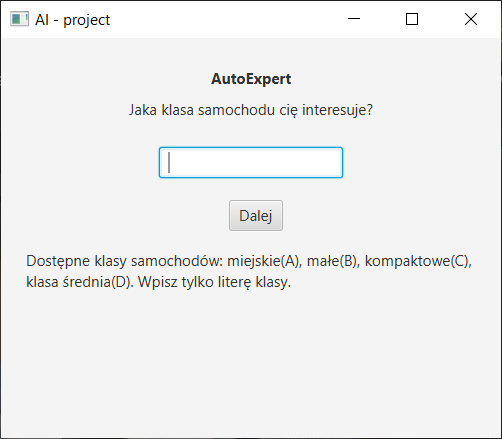 AI - project
AutoExpert
Jaka klasa samochodu cię interesuje?
Dalej
Dostępne klasy samochodów: miejskie(A), małe(B), kompaktowe(C),
klasa średnia(D). Wpisz tylko literę klasy.